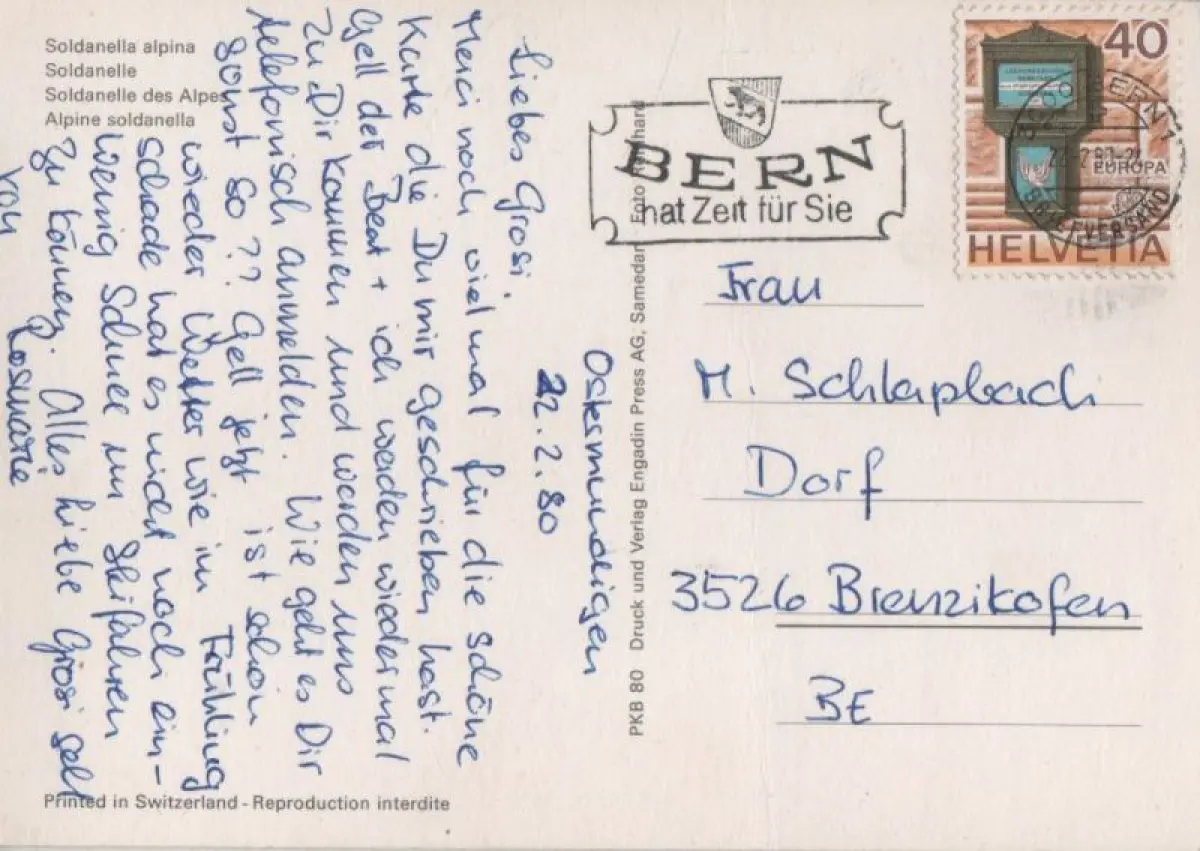 Soldanella alpina
Soldanelle
Soldanelle des Alpes
Alpine soldanella
Ostermundigen
22.2.80
Liebes Grosi,
Merci noch viel mal für die schöne
Karte die Du mir geschrieben hast.
Gell der Beat + ich werden wiedermal
zu Dir kommen und werden uns
telefonisch anmelden. Wie geht es Dir
sonst so?? Gell jetzt ist schon
wieder Wetter wie im Frühling
schade hat es nicht noch ein-
wenig Schnee um Skifahren
zu können. Alles liebe Grosi
von
Rosmarie
Printed in Switzerland - Reproduction interdite
PKB 80 Druck und Verlag Engadin Press AG, Samedan - Foto
BERN
hat Zeit für Sie
40
EUROPA
HELVETIA
BRIEFVERSAND
Frau
M. Schlapbach
Dorf
3526 Brenzikofen
BE